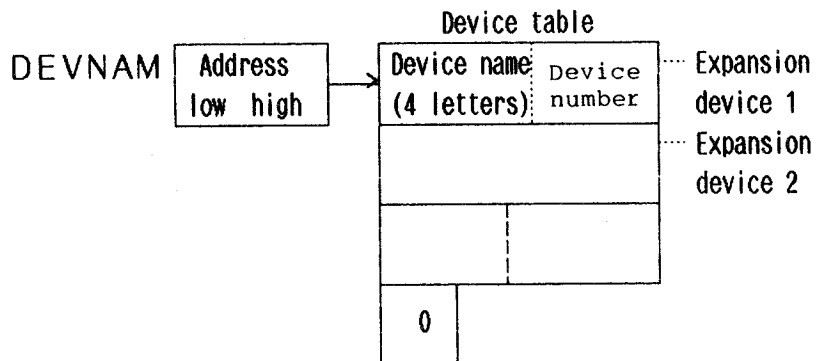 Device table
DEVNAM
Address
low high
Device name
(4 letters)
Device
number
Expansion
device 1
Expansion
device 2
0